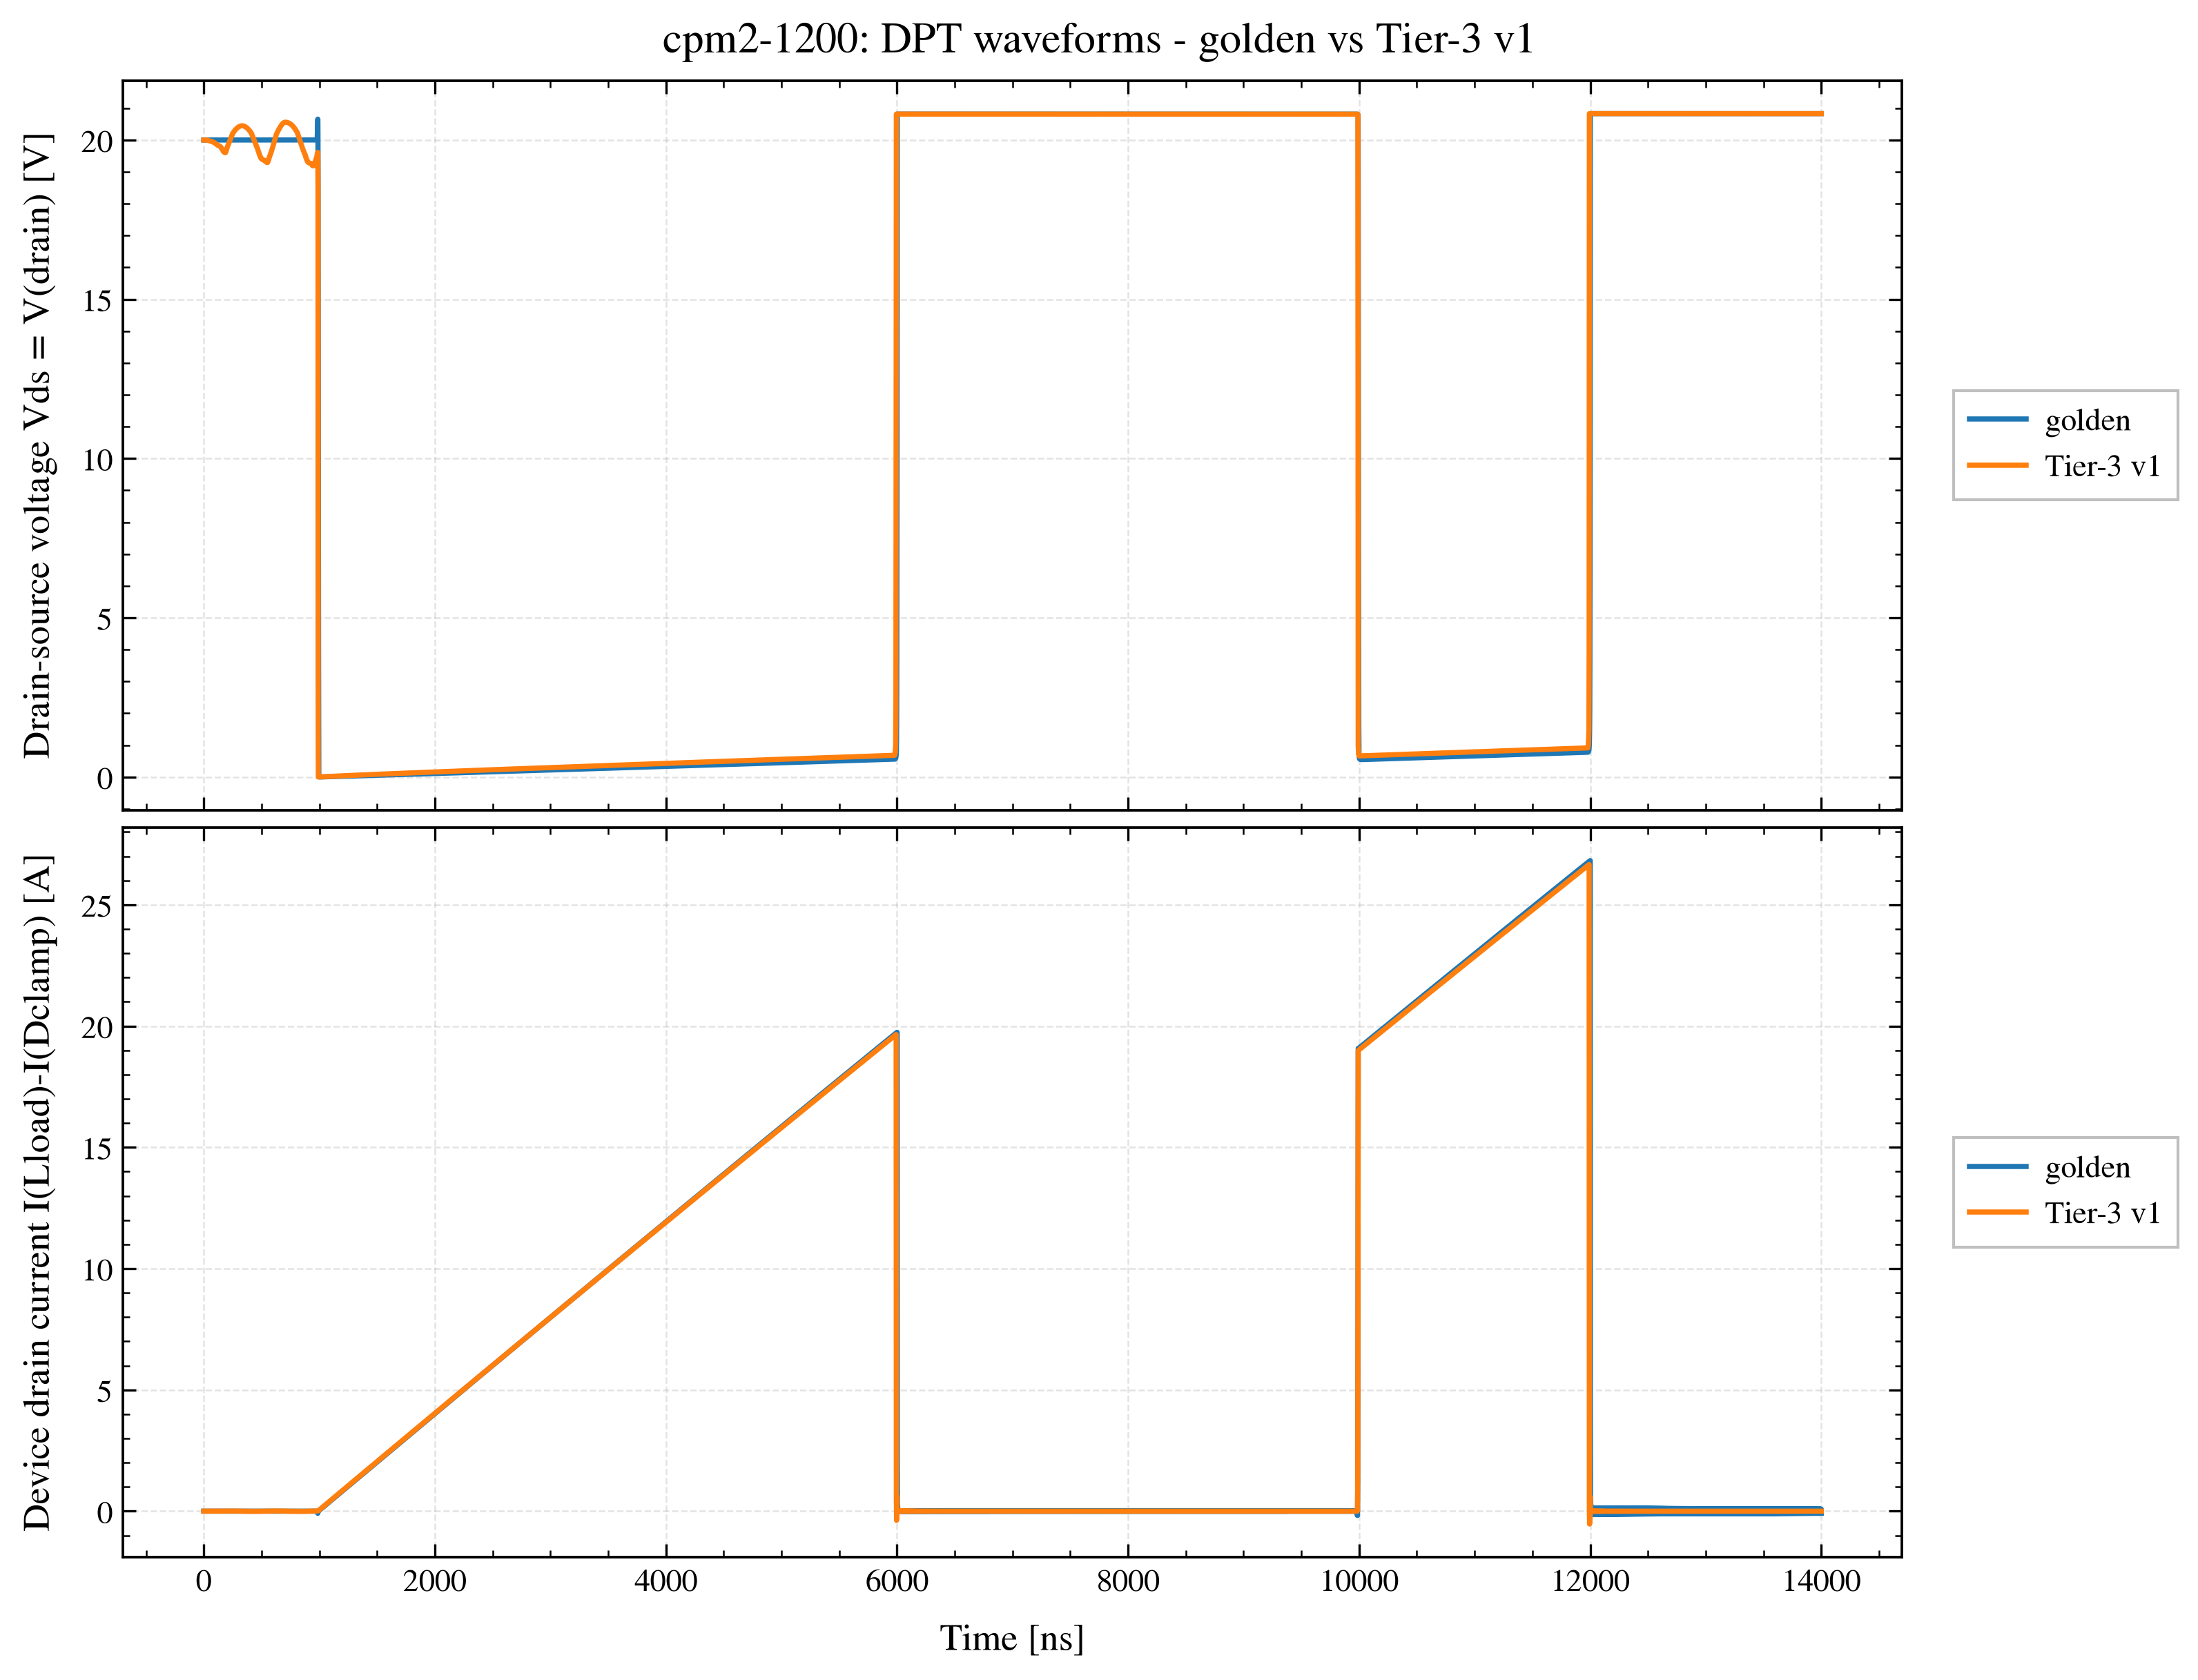 cpm2-1200: DPT waveforms - golden vs Tier-3 v1
Drain-source voltage Vds = V(drain) [V]
20
15
10
5
0
golden
Tier-3 v1
Device drain current I(Lload)-I(Dclamp) [A]
25
20
15
10
5
0
golden
Tier-3 v1
0 2000 4000 6000 8000 10000 12000 14000
Time [ns]